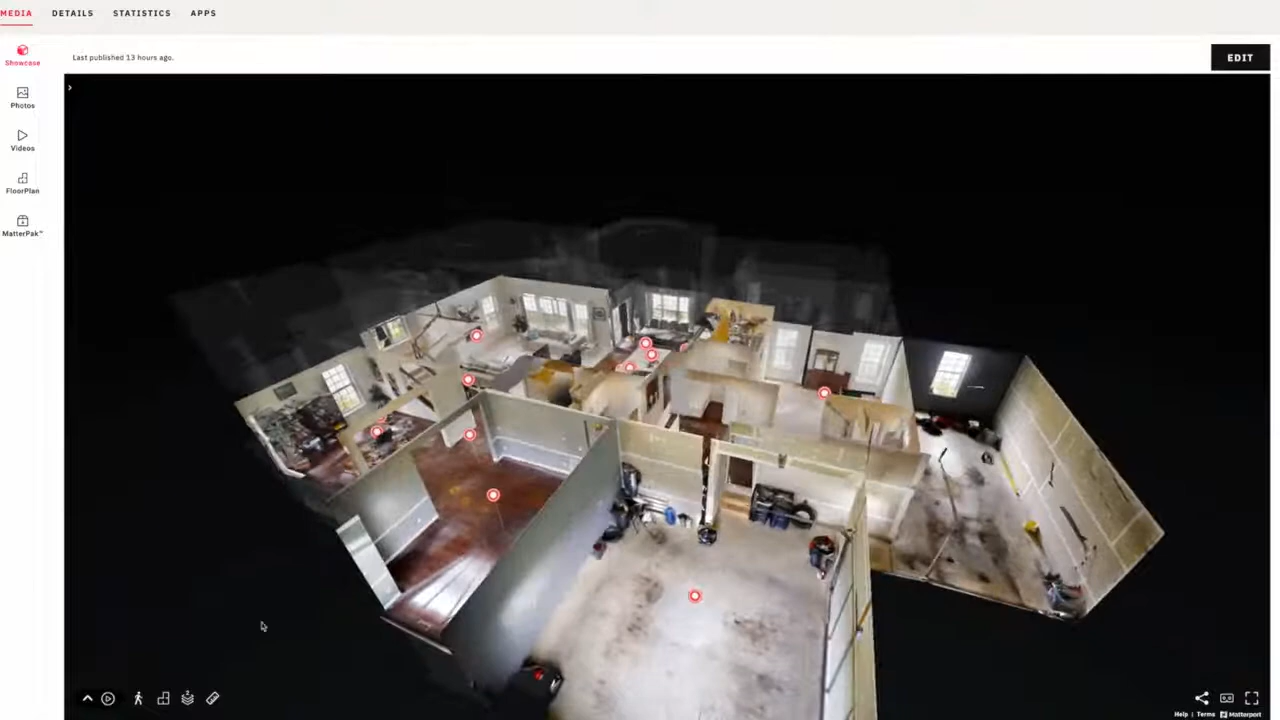 MEDIA DETAILS STATISTICS APPS
Last published 13 hours ago.
EDIT
Showcase
Photos
Videos
FloorPlan
MatterPak™
Help | Terms Matterport